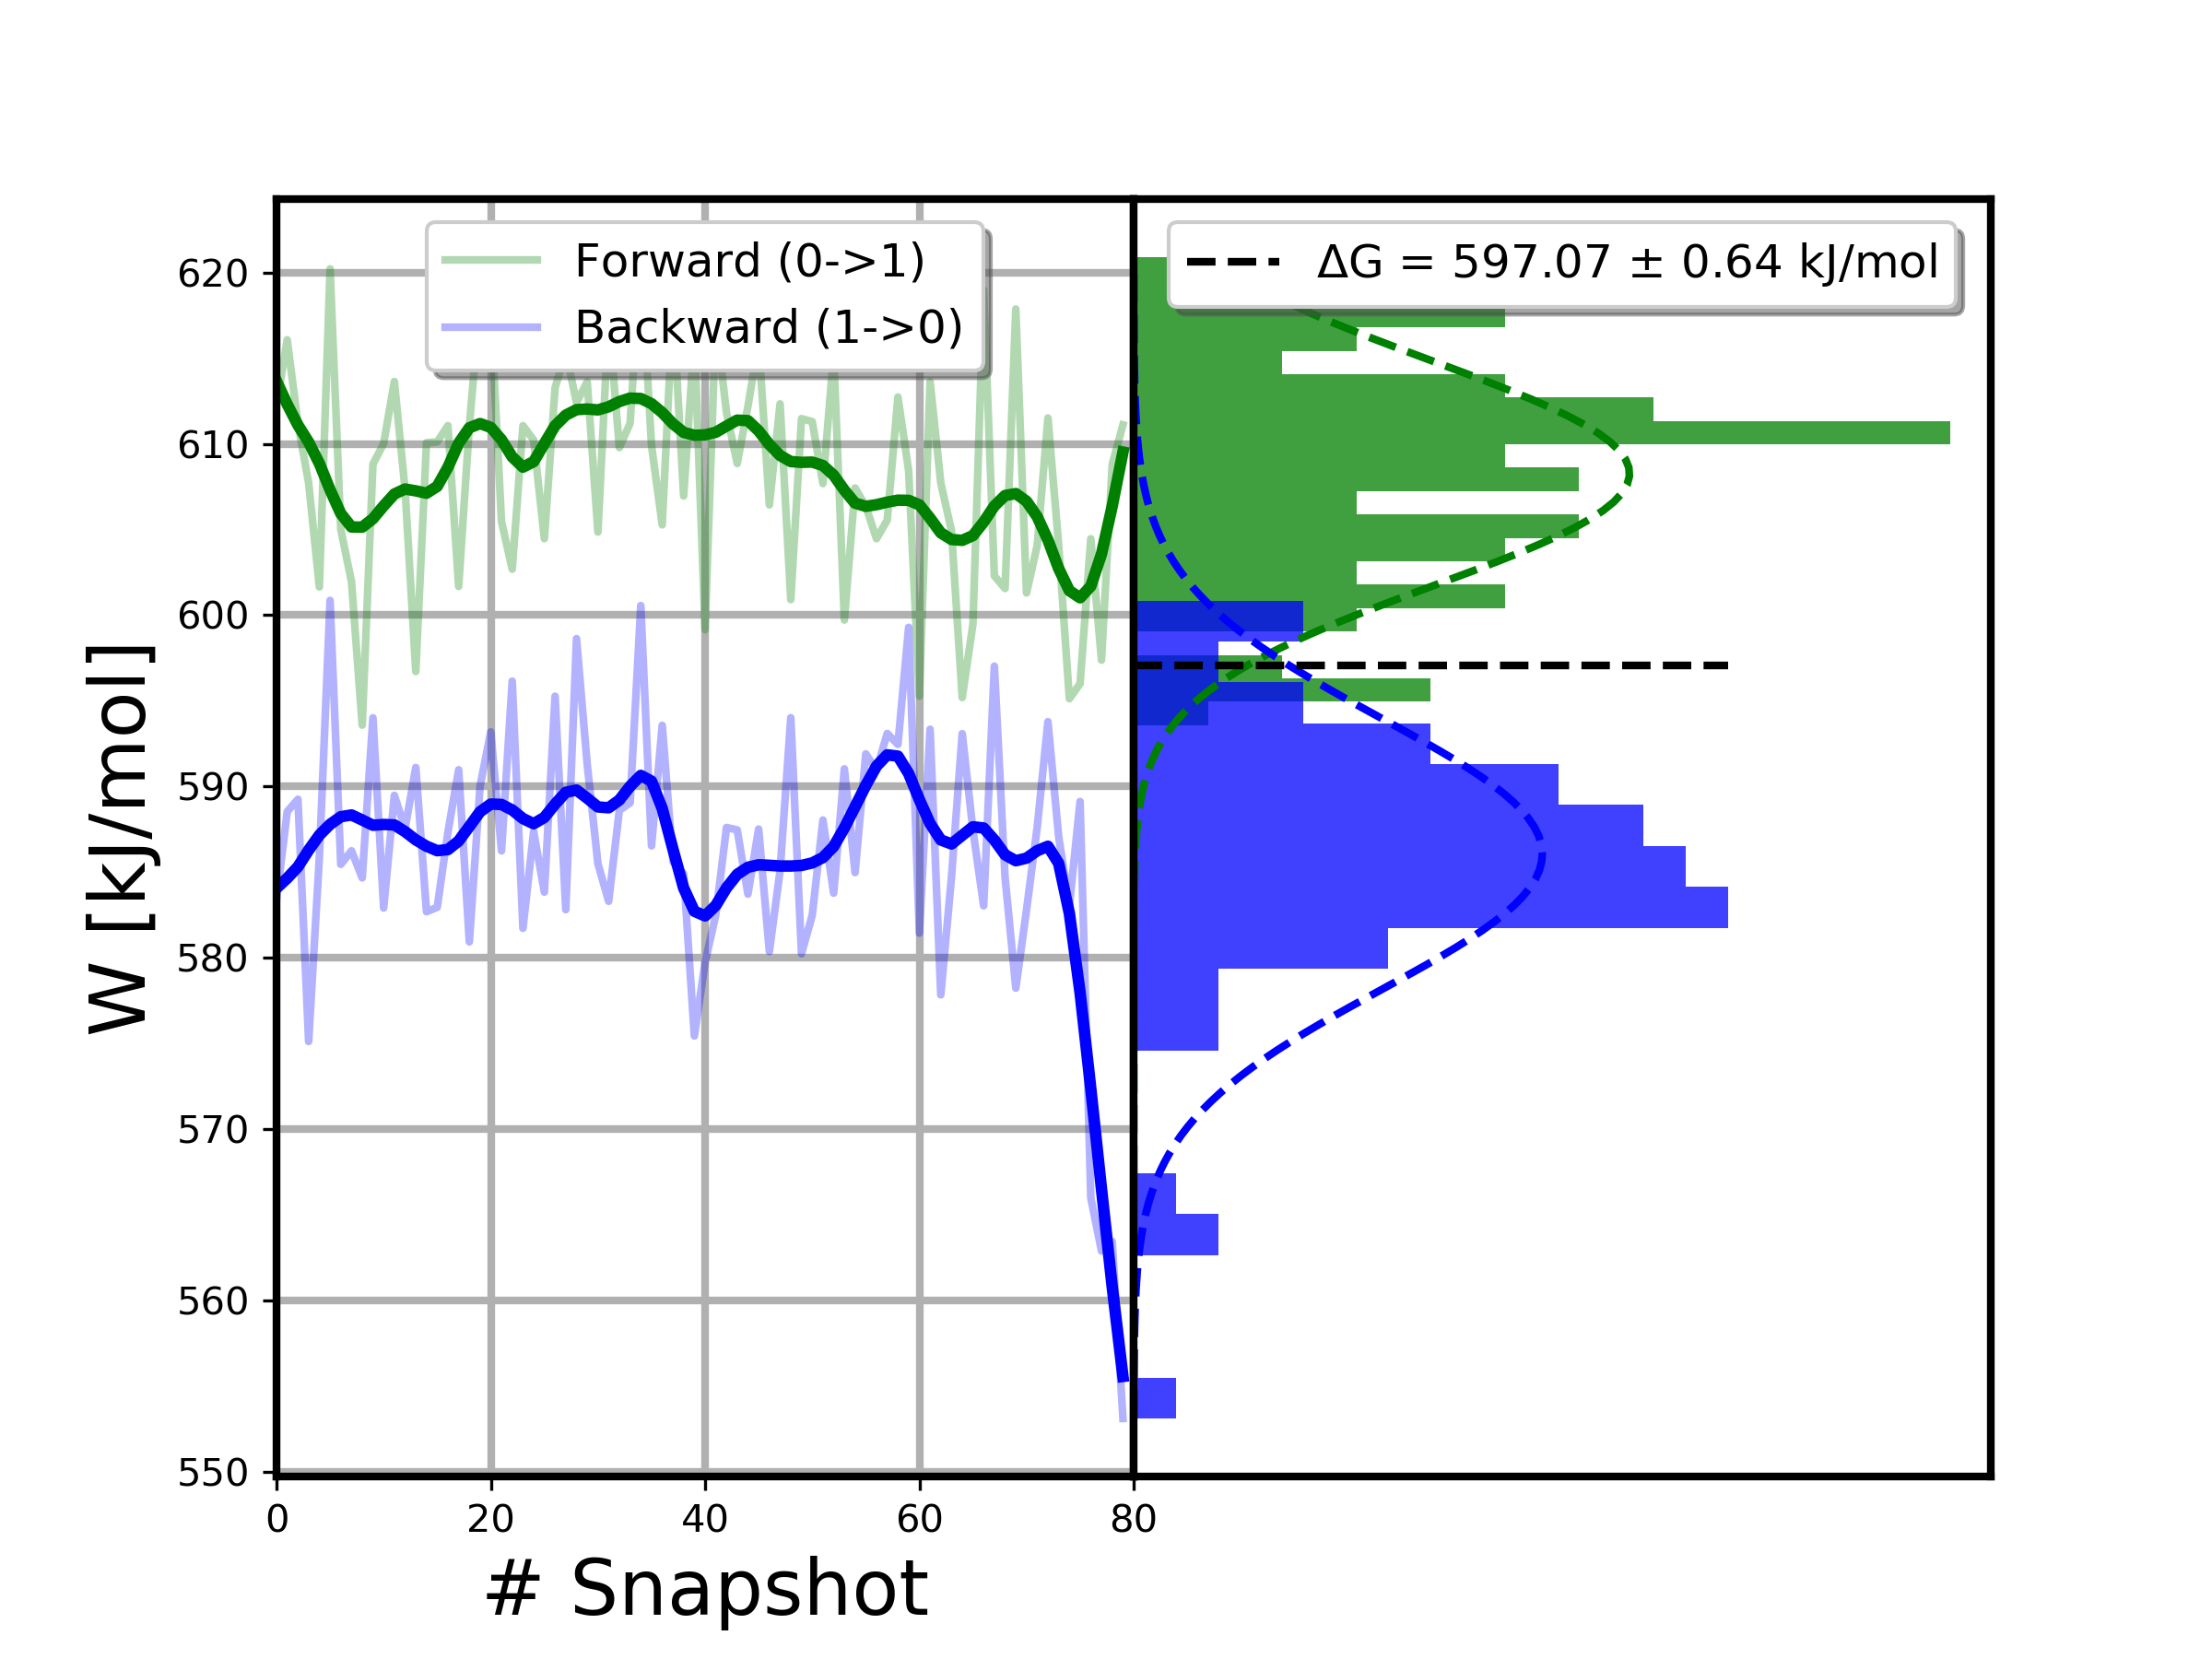 Forward (0->1)
Backward (1->0)
ΔG = 597.07 ± 0.64 kJ/mol
W [kJ/mol]
620
610
600
590
580
570
560
550
0 20 40 60 80
# Snapshot